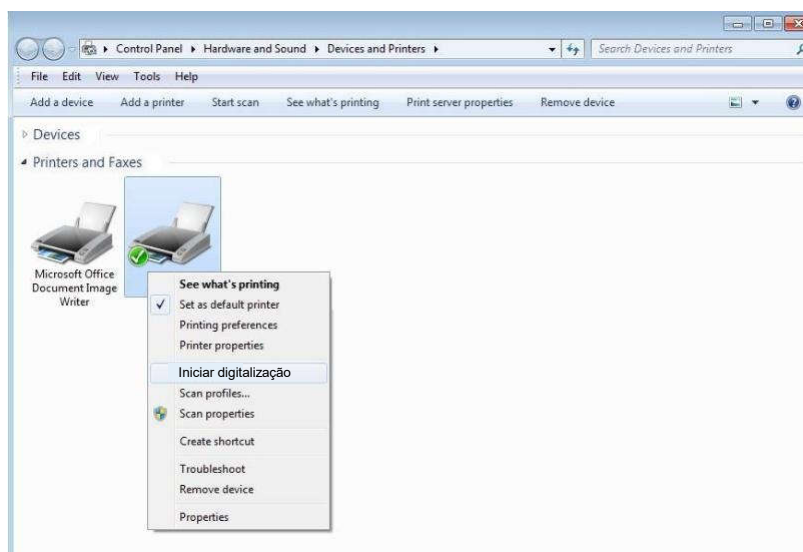 Control Panel Hardware and Sound Devices and Printers Search Devices and Printers
File Edit View Tools Help
Add a device Add a printer Start scan See what's printing Print server properties Remove device
Devices
Printers and Faxes
Microsoft Office
Document Image
Writer
See what's printing
Set as default printer
Printing preferences
Printer properties
Iniciar digitalização
Scan profiles...
Scan properties
Create shortcut
Troubleshoot
Remove device
Properties